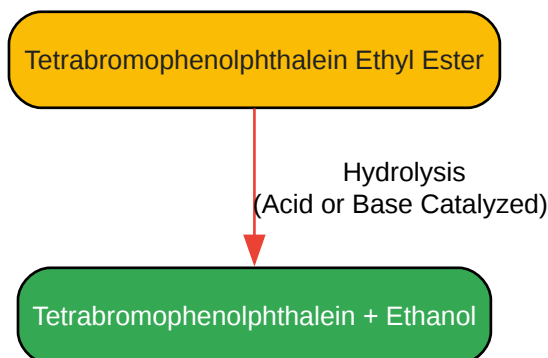 Tetrabromophenolphthalein Ethyl Ester
Hydrolysis
(Acid or Base Catalyzed)
Tetrabromophenolphthalein + Ethanol